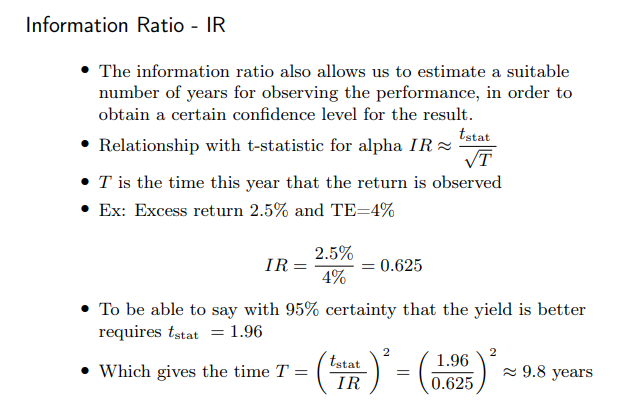 Information Ratio - IR
• The information ratio also allows us to estimate a suitable
number of years for observing the performance, in order to
obtain a certain confidence level for the result.
• Relationship with t-statistic for alpha IR ≈ t_stat / √T
• T is the time this year that the return is observed
• Ex: Excess return 2.5% and TE=4%
IR = 2.5% / 4% = 0.625
• To be able to say with 95% certainty that the yield is better
requires t_stat = 1.96
• Which gives the time T = (t_stat / IR)² = (1.96 / 0.625)² ≈ 9.8 years